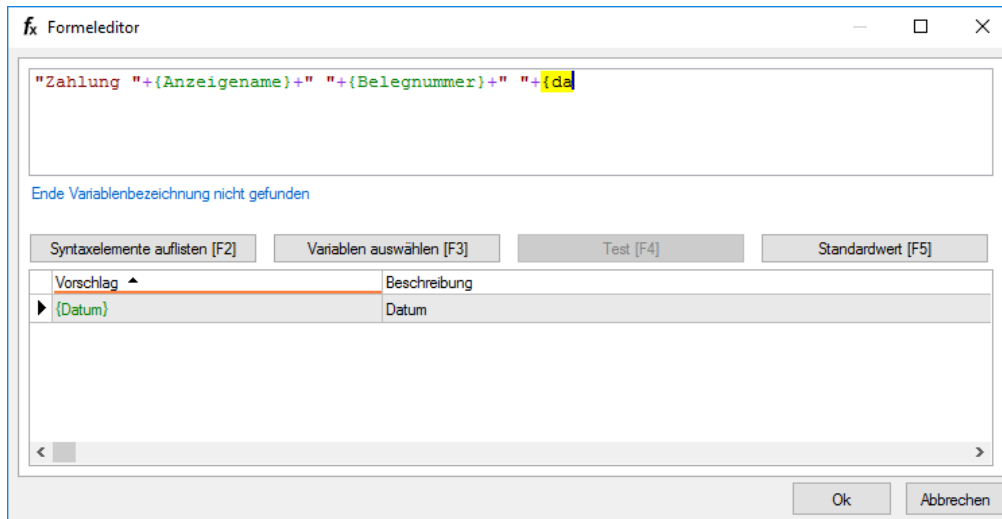 fx Formeleditor
"Zahlung "+{Anzeigename}+" "+{Belegnummer}+" "+{da
Ende Variablenbezeichnung nicht gefunden
Syntaxelemente auflisten [F2] Variablen auswählen [F3] Test [F4] Standardwert [F5]
Vorschlag Beschreibung
{Datum} Datum
Ok Abbrechen